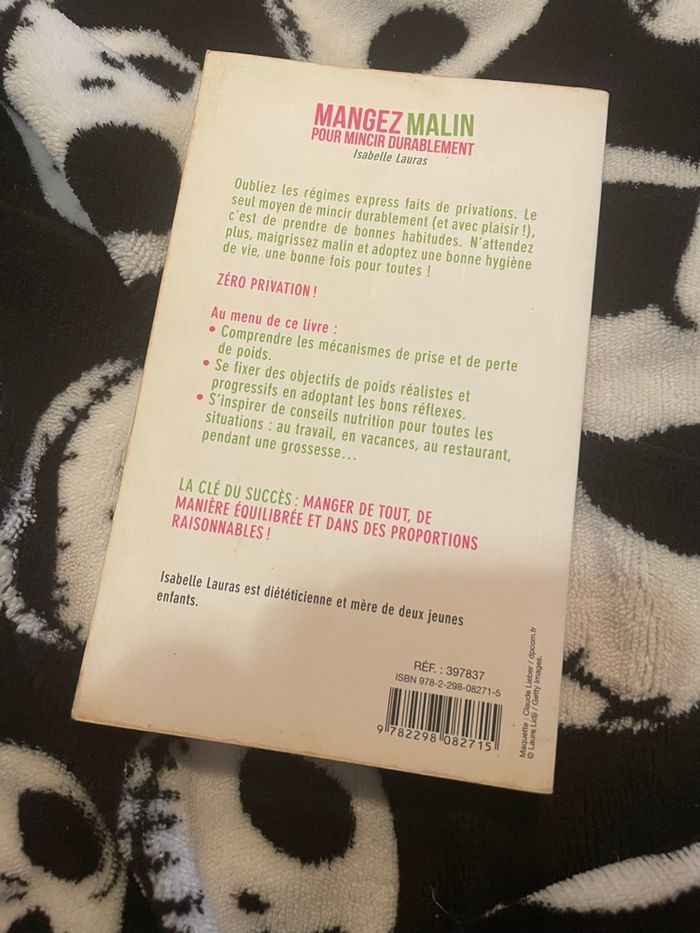 MANGEZ MALIN
POUR MINCIR DURABLEMENT
Isabelle Lauras
Oubliez les régimes express faits de privations. Le
seul moyen de mincir durablement (et avec plaisir !),
c'est de prendre de bonnes habitudes. N'attendez
plus, maigrissez malin et adoptez une bonne hygiène
de vie, une bonne fois pour toutes !
ZÉRO PRIVATION !
Au menu de ce livre :
• Comprendre les mécanismes de prise et de perte
de poids.
• Se fixer des objectifs de poids réalistes et
progressifs en adoptant les bons réflexes.
• S'inspirer de conseils nutrition pour toutes les
situations : au travail, en vacances, au restaurant,
pendant une grossesse...
LA CLÉ DU SUCCÈS : MANGER DE TOUT, DE
MANIÈRE ÉQUILIBRÉE ET DANS DES PROPORTIONS
RAISONNABLES !
Isabelle Lauras est diététicienne et mère de deux jeunes
enfants.
RÉF. : 397837
ISBN 978-2-298-08271-5
9 782298 082715
Maquette : Claude Lieber / dpcom.fr
© Laure Lidji / Getty Images.